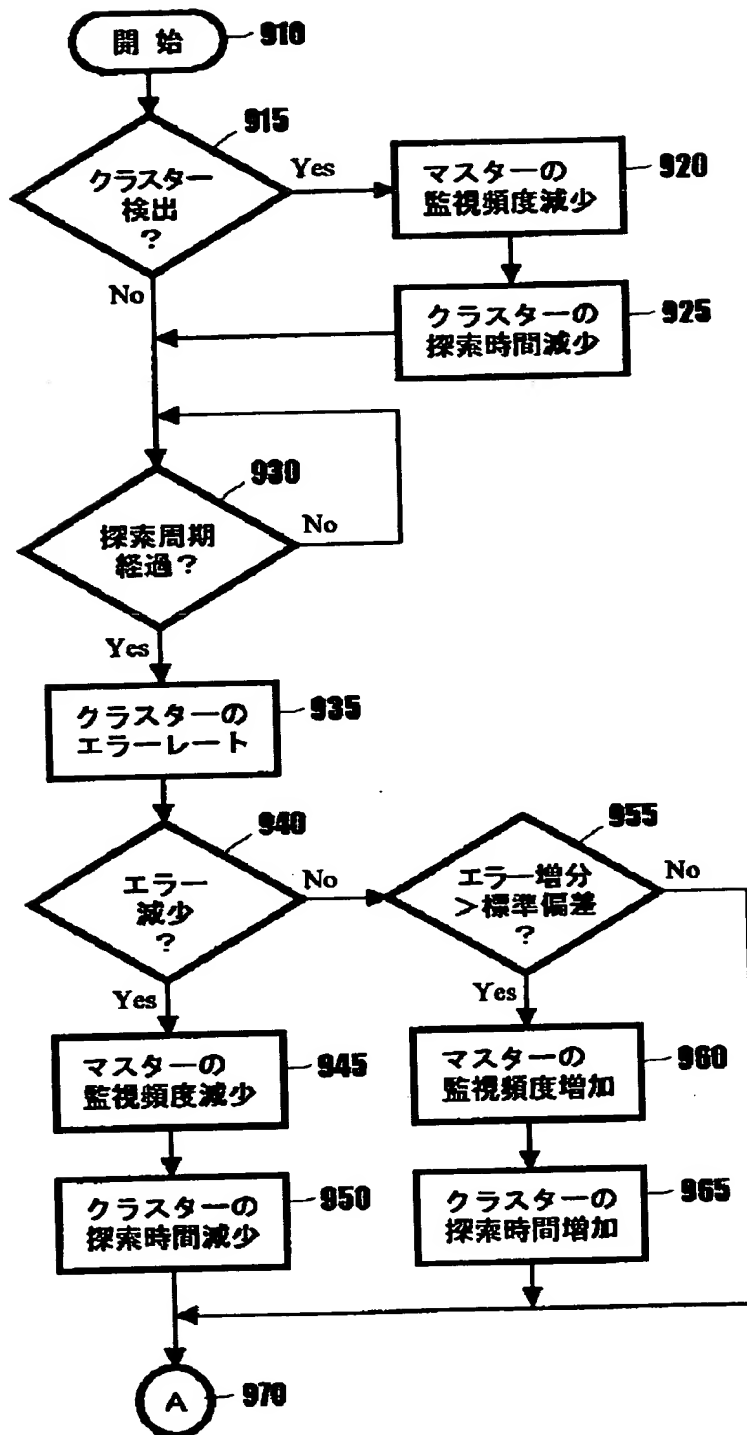 開始
910
915
クラスター
検出
?
Yes
マスターの
監視頻度減少
920
No
クラスターの
探索時間減少
925
930
探索周期
経過?
No
Yes
クラスターの
エラーレート
935
940
エラー
減少
?
No
955
エラー増分
>標準偏差
?
No
Yes
Yes
マスターの
監視頻度減少
945
マスターの
監視頻度増加
960
クラスターの
探索時間減少
950
クラスターの
探索時間増加
965
A
970